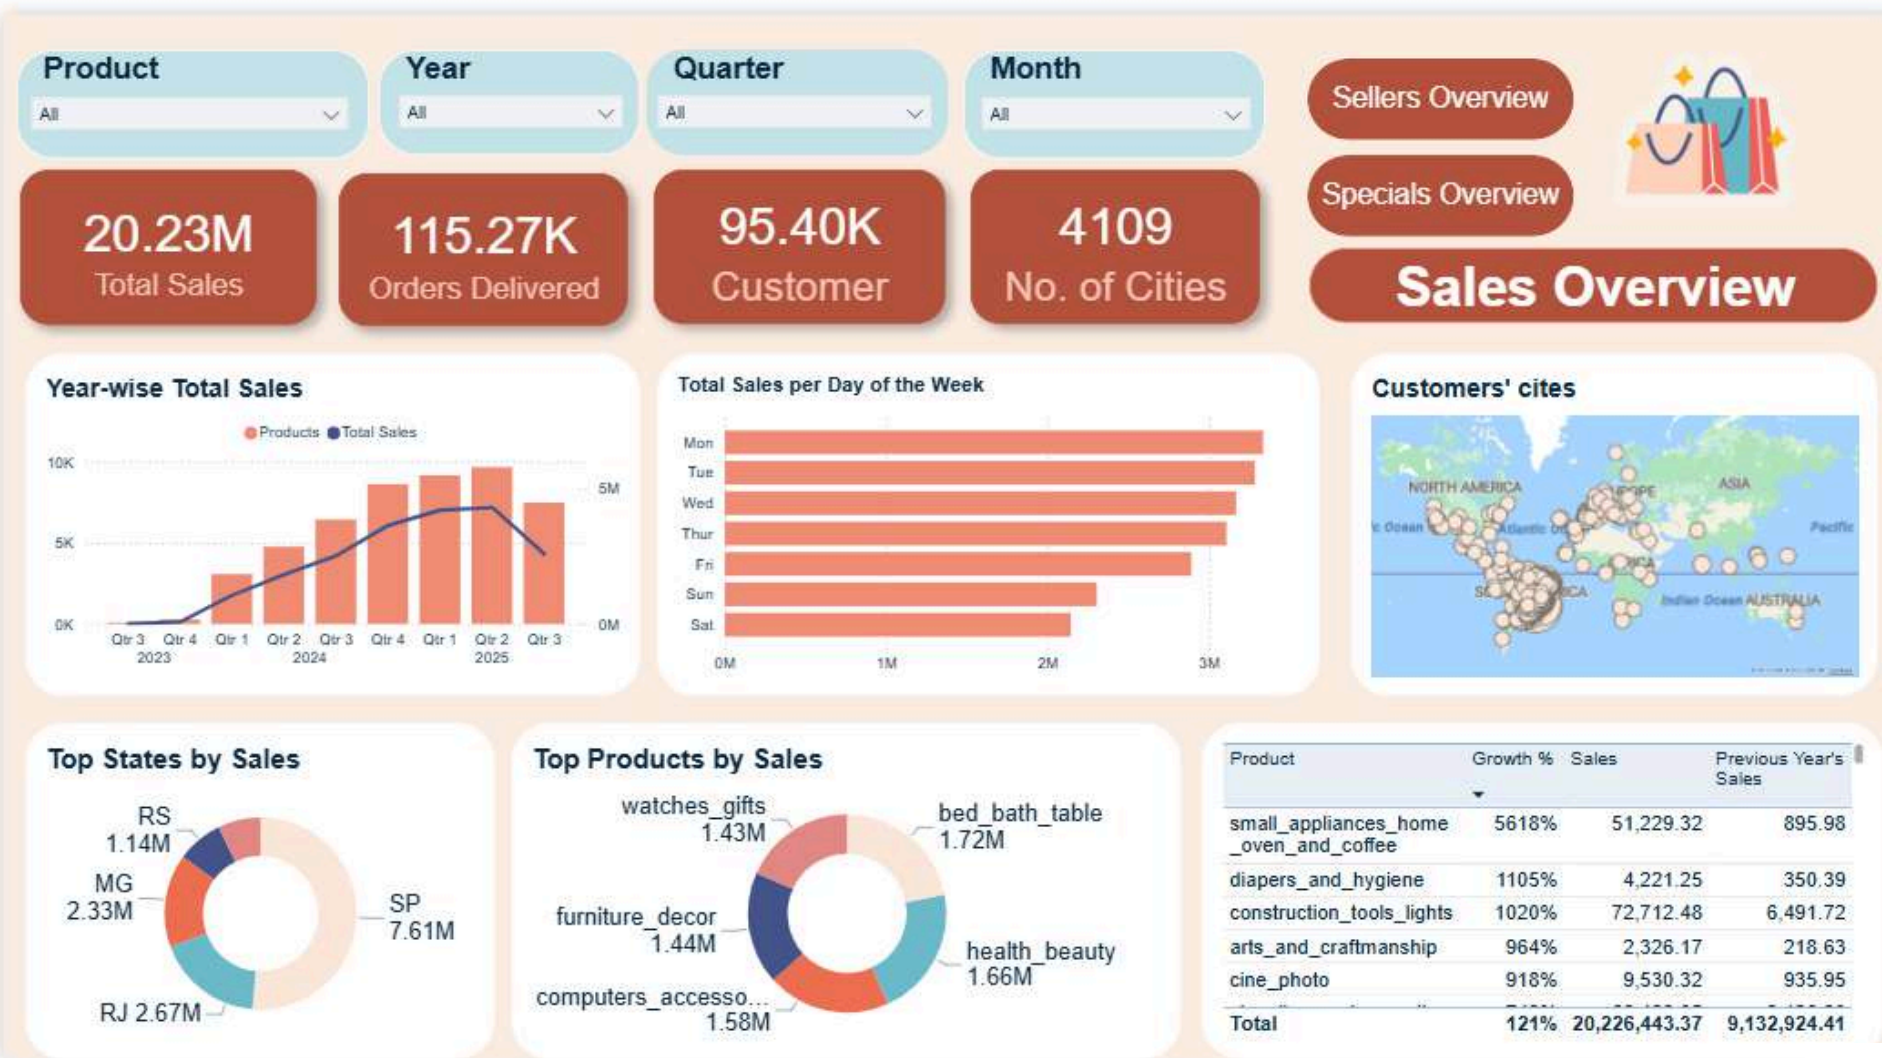 Product
All
Year
All
Quarter
All
Month
All
Sellers Overview
Specials Overview
Sales Overview
20.23M
Total Sales
115.27K
Orders Delivered
95.40K
Customer
4109
No. of Cities
Year-wise Total Sales
Products Total Sales
10K
5K
0K
5M
0M
Qtr 3 Qtr 4 Qtr 1 Qtr 2 Qtr 3 Qtr 4 Qtr 1 Qtr 2 Qtr 3
2023 2024 2025
Total Sales per Day of the Week
Mon
Tue
Wed
Thur
Fri
Sun
Sat
0M 1M 2M 3M
Customers' cites
NORTH AMERICA
ASIA
Ocean
Atlantic
Pacific
Indian Ocean AUSTRALIA
Top States by Sales
RS
1.14M
MG
2.33M
RJ 2.67M
SP
7.61M
Top Products by Sales
watches_gifts
1.43M
furniture_decor
1.44M
computers_accesso...
1.58M
bed_bath_table
1.72M
health_beauty
1.66M
Product Growth % Sales Previous Year's
Sales
small_appliances_home 5618% 51,229.32 895.98
_oven_and_coffee
diapers_and_hygiene 1105% 4,221.25 350.39
construction_tools_lights 1020% 72,712.48 6,491.72
arts_and_craftmanship 964% 2,326.17 218.63
cine_photo 918% 9,530.32 935.95
Total 121% 20,226,443.37 9,132,924.41